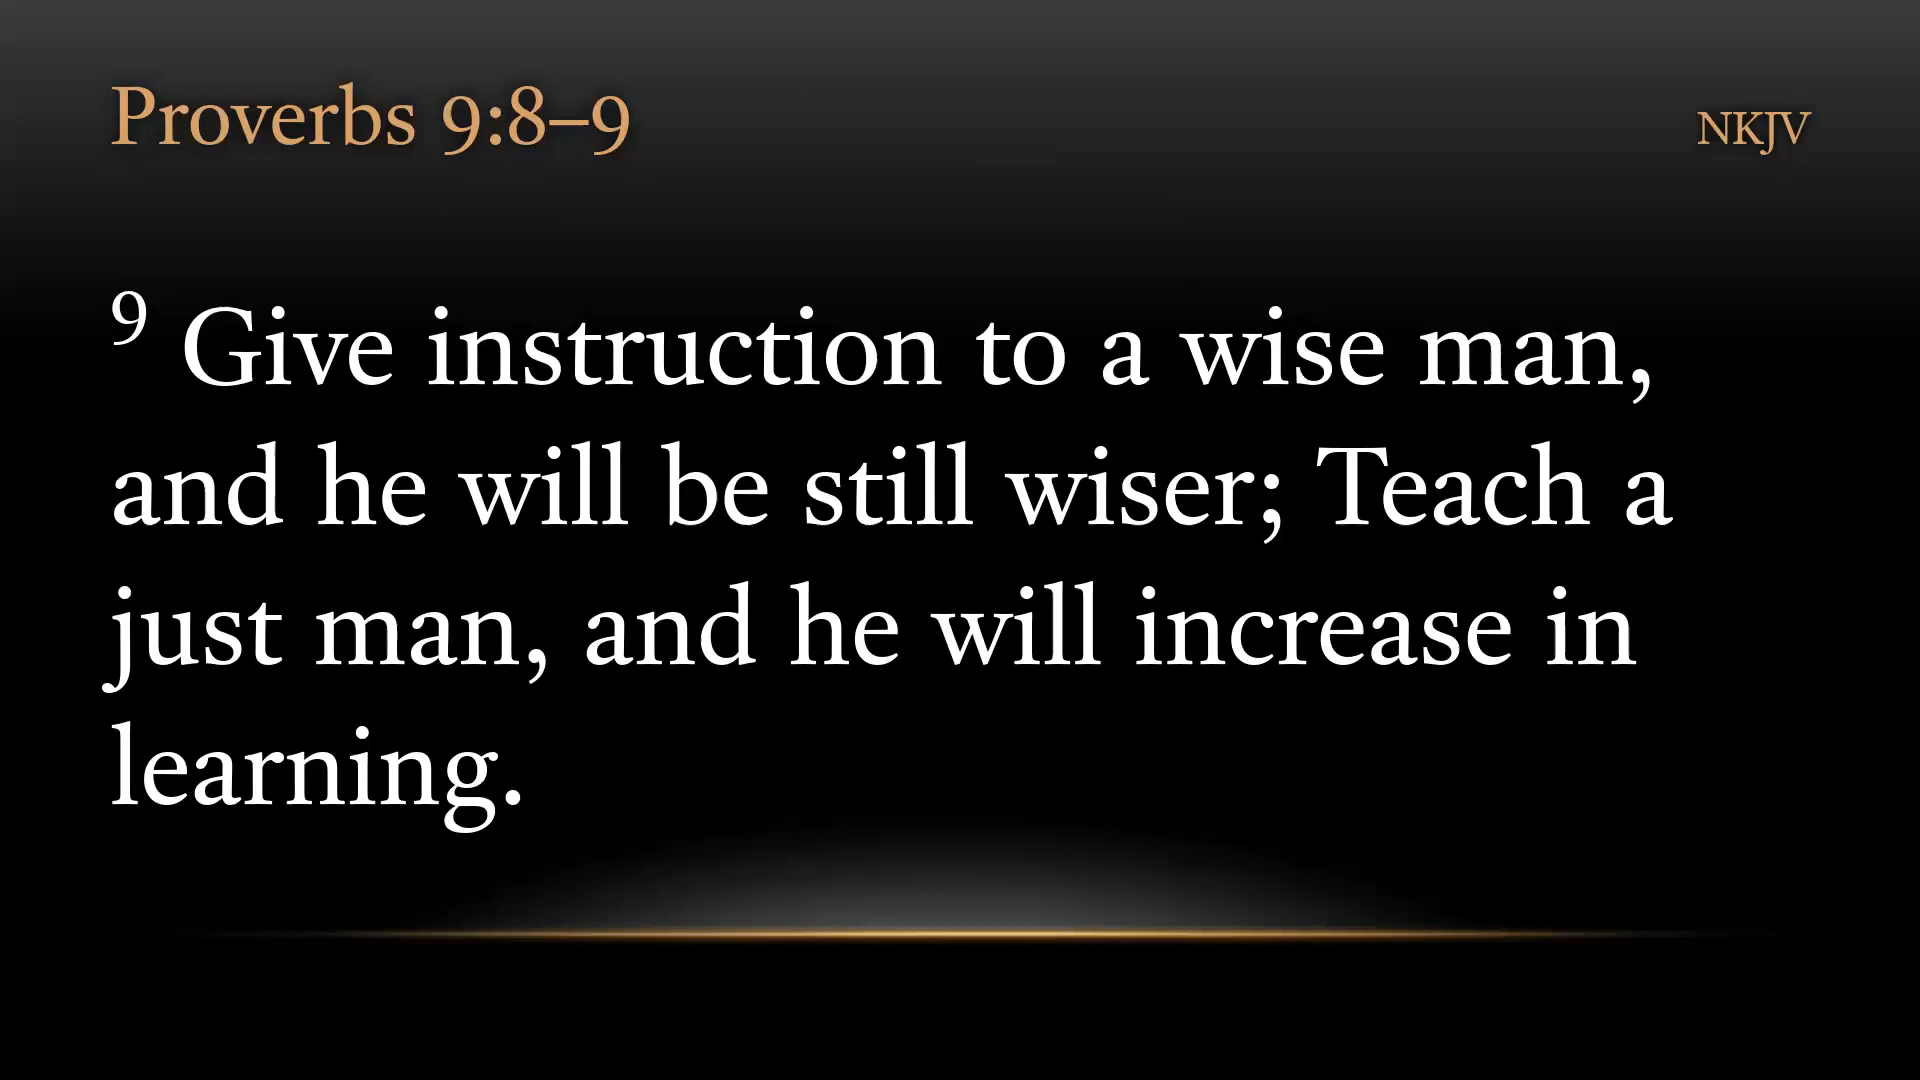 Proverbs 9:8–9
NKJV
9 Give instruction to a wise man,
and he will be still wiser; Teach a
just man, and he will increase in
learning.